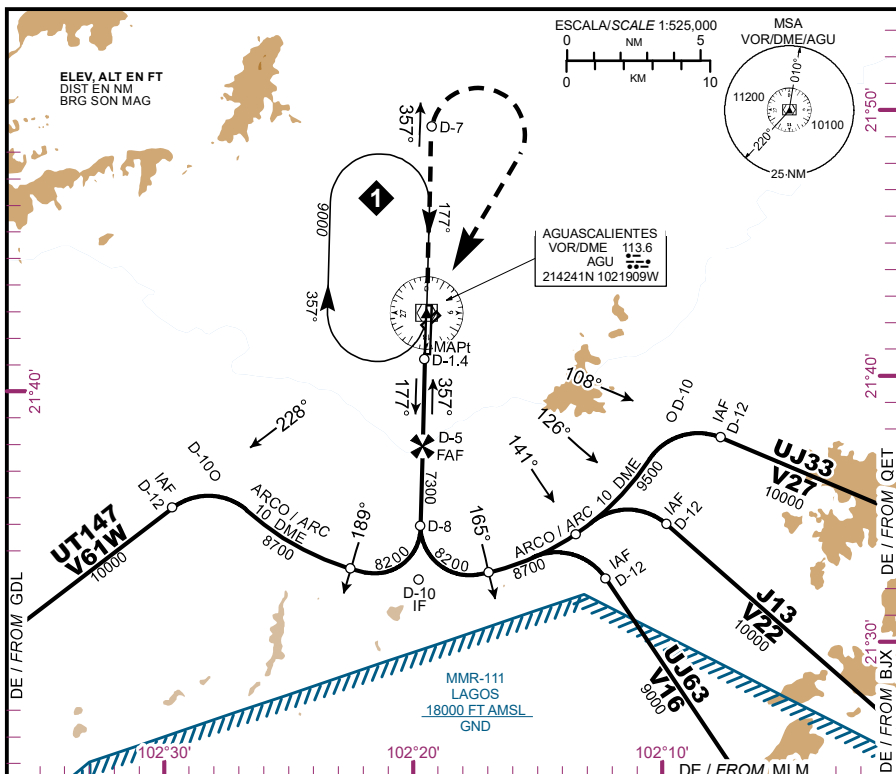 ELEV, ALT EN FT
DIST EN NM
BRG SON MAG
ESCALA/SCALE 1:525,000
0 NM 5
0 KM 10
MSA
VOR/DME/AGU
010°
11200
10100
220°
25 NM
21°50'
357°
D-7
1
9000
177°
357°
AGUASCALIENTES
VOR/DME 113.6
AGU
214241N 1021909W
MAPt
D-1.4
177°
357°
21°40'
21°40'
108°
D-10
IAF
D-12
126°
228°
D-5
FAF
141°
UJ33
V27
10000
DE / FROM QET
D-10
IAF
D-12
7300
9500
ARCO / ARC
10 DME
8700
189°
D-8
165°
ARCO / ARC 10 DME
8700
IAF
D-12
UT147
V61W
10000
8200
8200
D-10
IF
IAF
D-12
J13
V22
10000
DE / FROM GDL
21°30'
MMR-111
LAGOS
18000 FT AMSL
GND
UJ63
V16
9000
DE / FROM BJX
102°30'
102°20'
102°10'
DE / FROM MLM